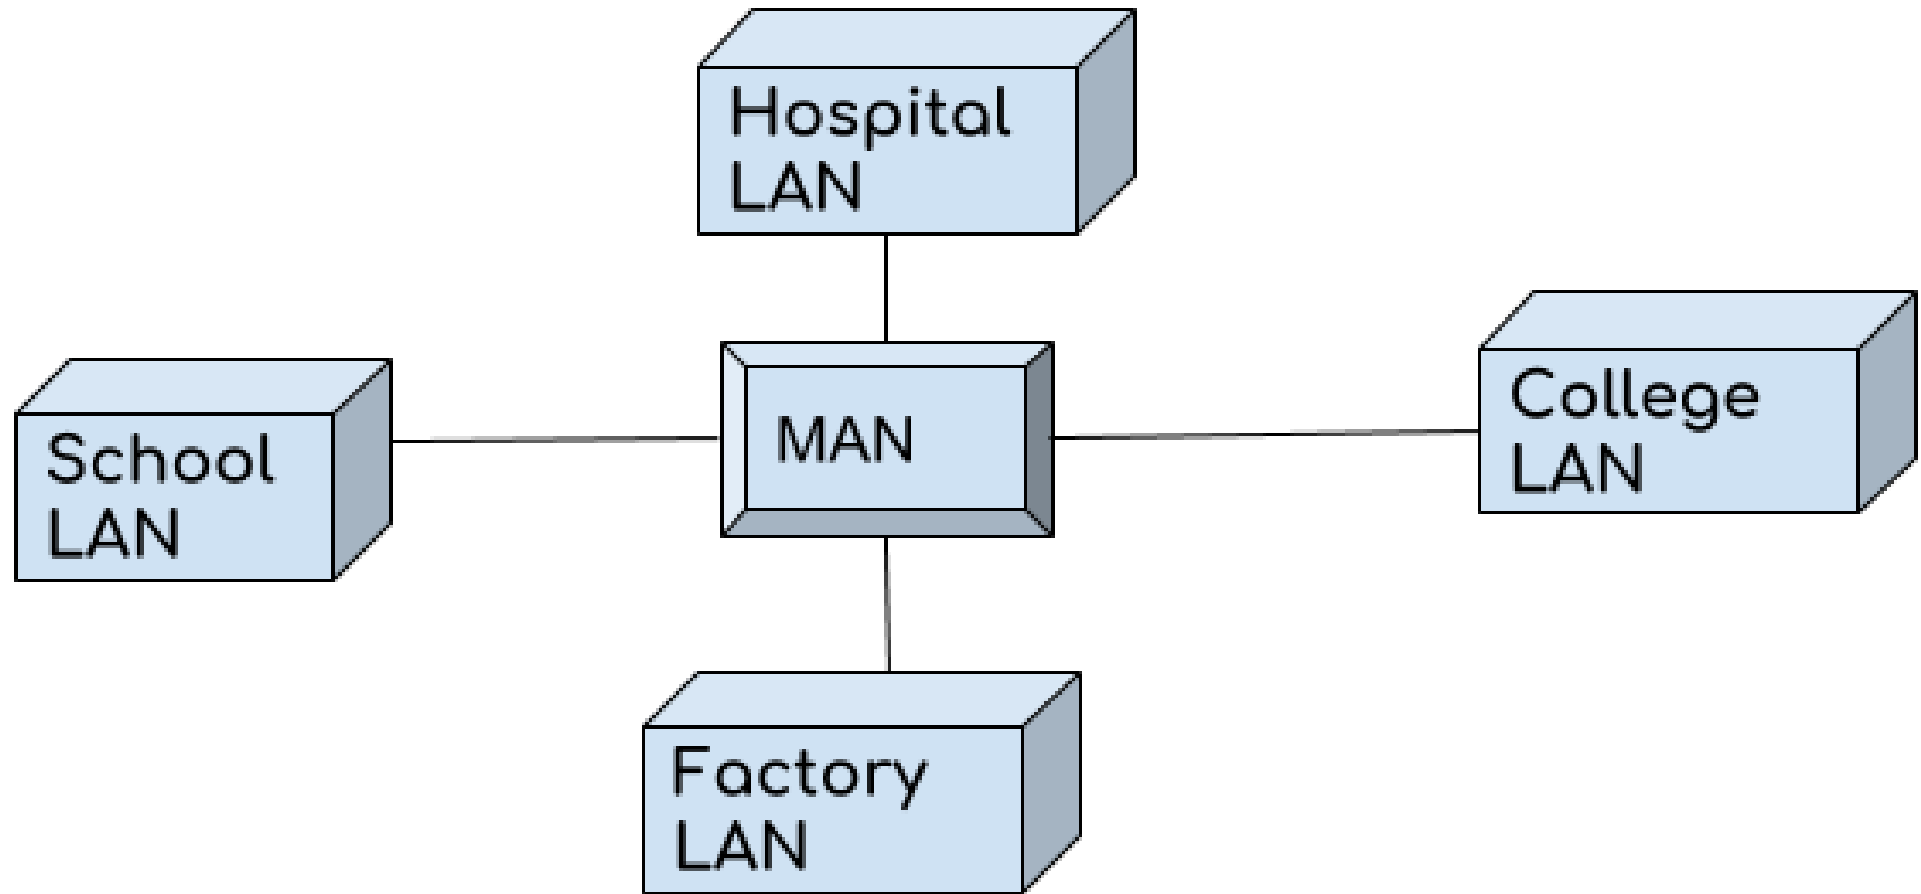 Hospital
LAN
School
LAN
MAN
College
LAN
Factory
LAN